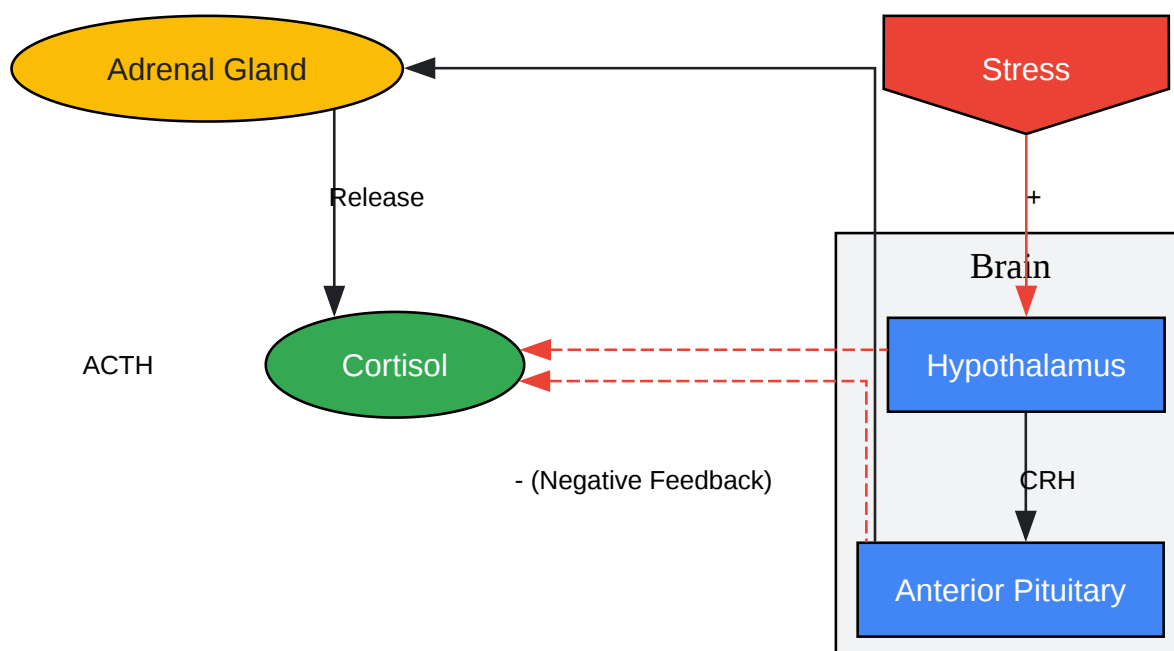 Adrenal Gland
Stress
Release
+
Brain
ACTH
Cortisol
Hypothalamus
- (Negative Feedback)
CRH
Anterior Pituitary